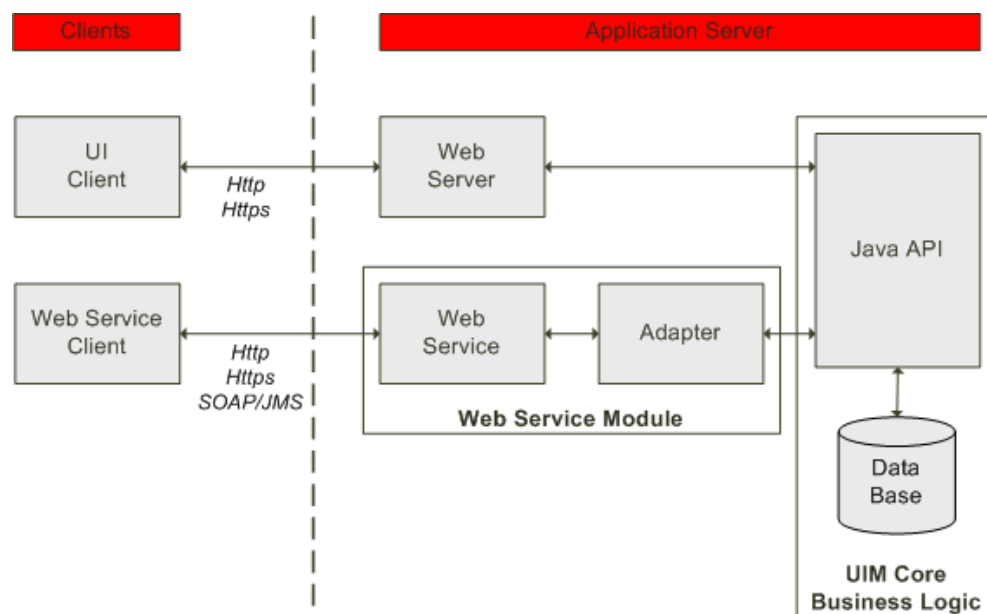 Clients
Application Server
UI
Client
Http
Https
Web
Server
Java API
Web Service
Client
Http
Https
SOAP/JMS
Web
Service
Adapter
Web Service Module
Data
Base
UIM Core
Business Logic